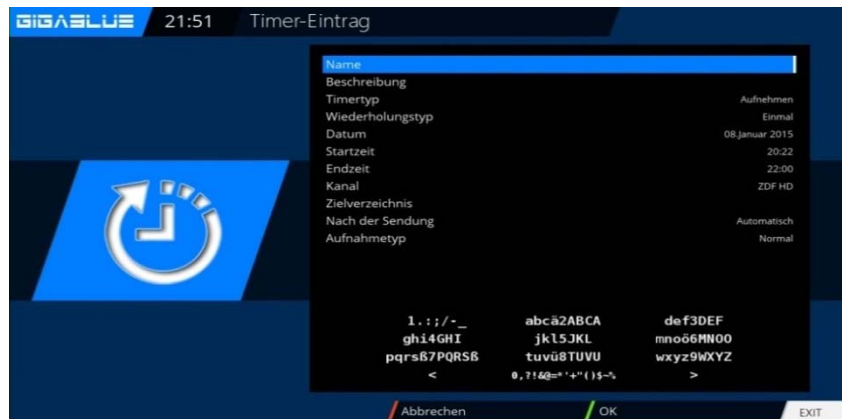 GIGABLUE 21:51 Timer-Eintrag
Name
Beschreibung
Timertyp Aufnehmen
Wiederholungstyp Einmal
Datum 08.Januar 2015
Startzeit 20:22
Endzeit 22:00
Kanal ZDF HD
Zielverzeichnis
Nach der Sendung Automatisch
Aufnahmetyp Normal
1.:;/-_ abcä2ABCA def3DEF
ghi4GHI jkl5JKL mnoö6MNOO
pqrsß7PQRSß tuvü8TUVU wxyz9WXYZ
< 0,?!&@=*'+"()$~% >
Abbrechen OK EXIT